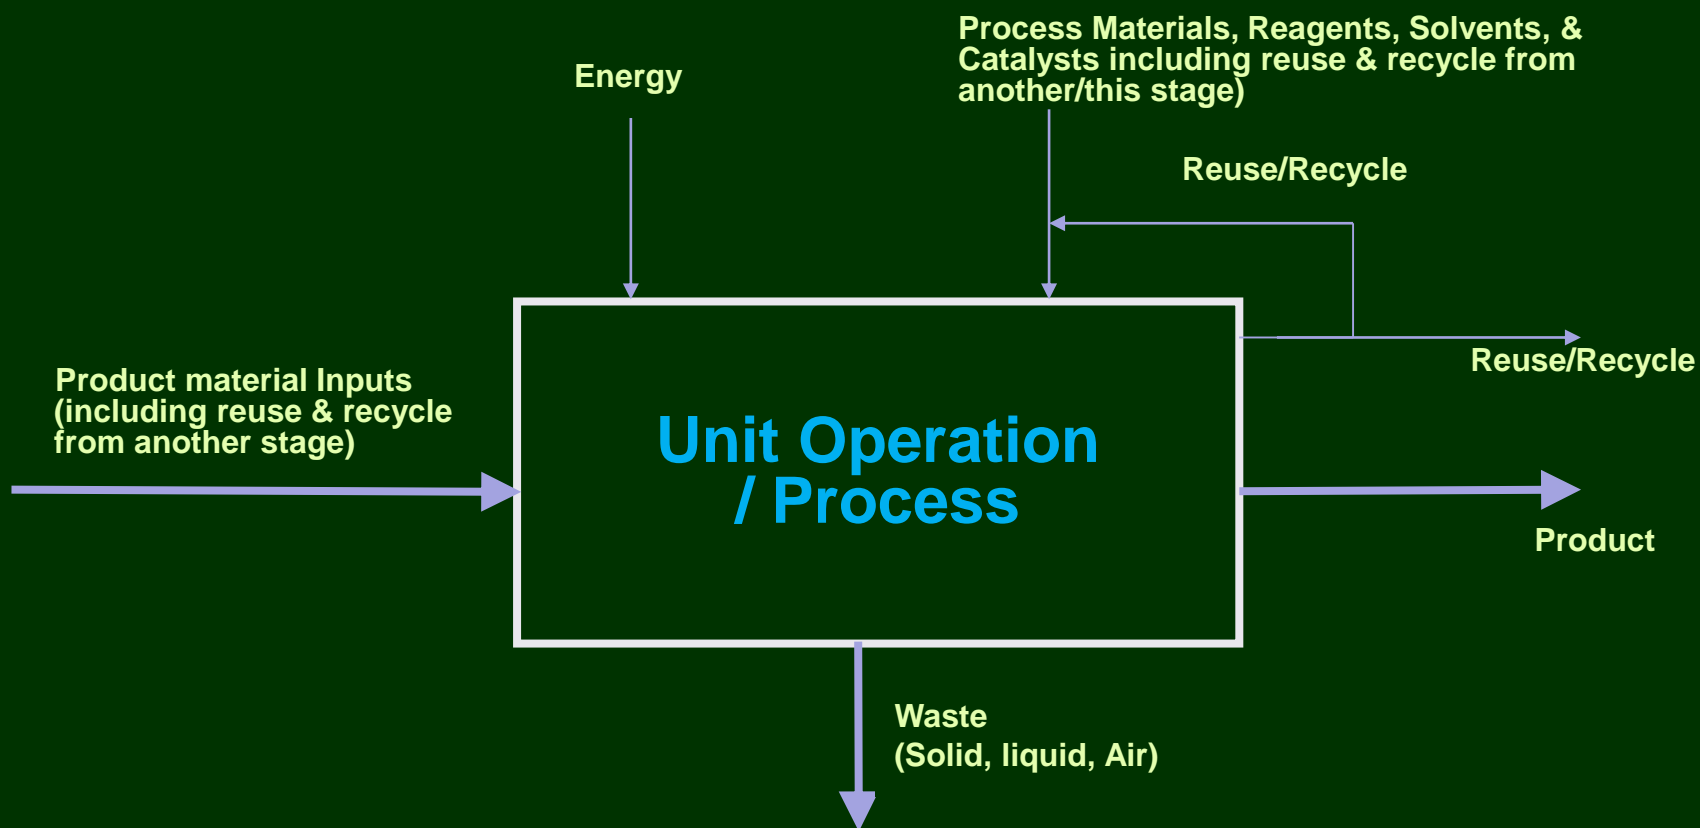 Process Materials, Reagents, Solvents, &
Catalysts including reuse & recycle from
another/this stage)
Energy
Reuse/Recycle
Reuse/Recycle
Product material Inputs
(including reuse & recycle
from another stage)
Unit Operation
/ Process
Product
Waste
(Solid, liquid, Air)